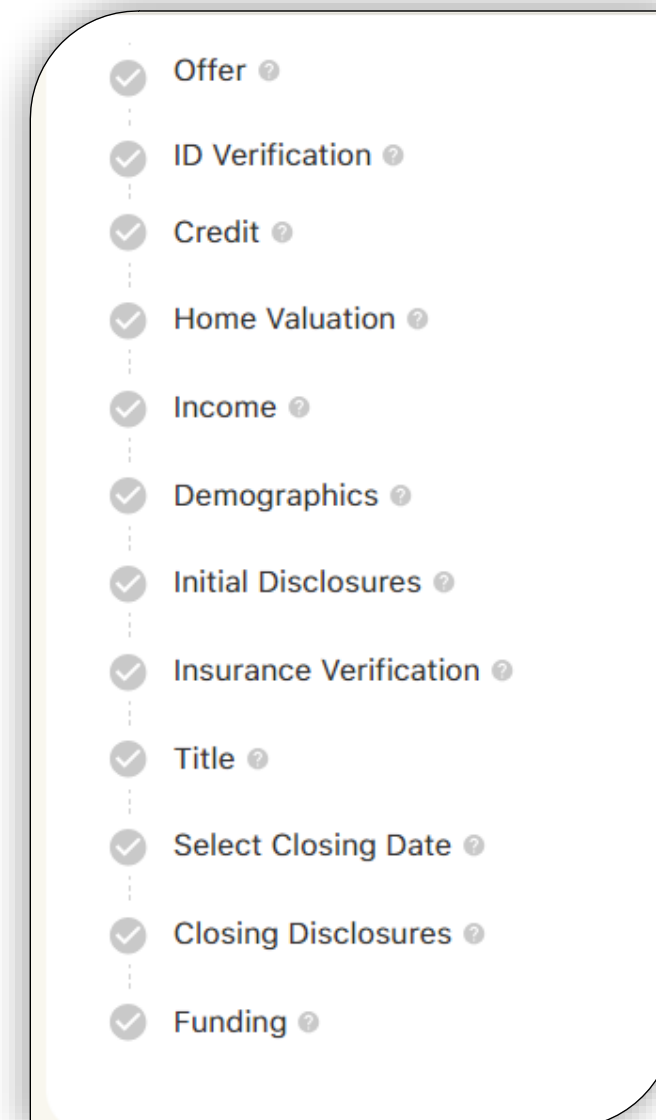 Offer ?
ID Verification ?
Credit ?
Home Valuation ?
Income ?
Demographics ?
Initial Disclosures ?
Insurance Verification ?
Title ?
Select Closing Date ?
Closing Disclosures ?
Funding ?